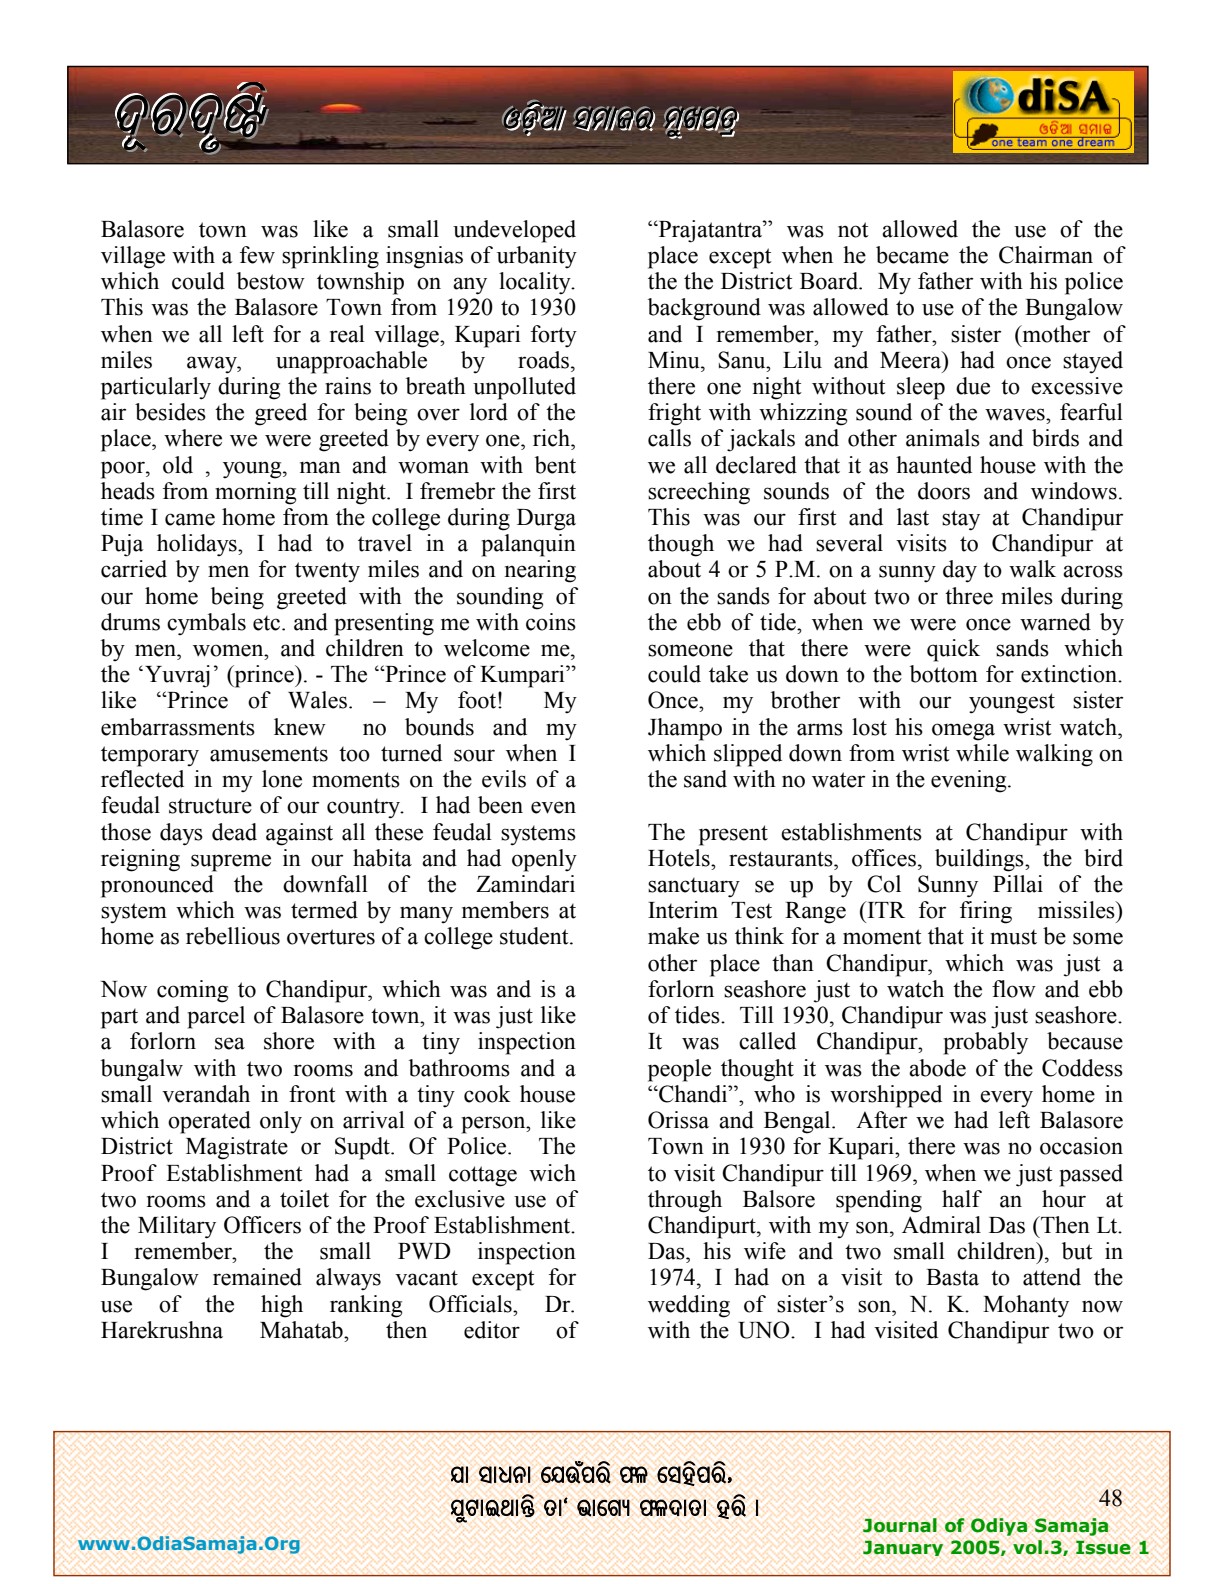 ଦୂରଦୃଷ୍ଟି
ଓଡ଼ିଆ ସମାଜର ମୁଖପତ୍ର
diSA
ଓଡିଆ ସମାଜ
one team one dream
Balasore town was like a small undeveloped
village with a few sprinkling insgnias of urbanity
which could bestow township on any locality.
This was the Balasore Town from 1920 to 1930
when we all left for a real village, Kupari forty
miles away, unapproachable by roads,
particularly during the rains to breath unpolluted
air besides the greed for being over lord of the
place, where we were greeted by every one, rich,
poor, old , young, man and woman with bent
heads from morning till night. I fremebr the first
time I came home from the college during Durga
Puja holidays, I had to travel in a palanquin
carried by men for twenty miles and on nearing
our home being greeted with the sounding of
drums cymbals etc. and presenting me with coins
by men, women, and children to welcome me,
the ‘Yuvraj’ (prince). - The “Prince of Kumpari”
like “Prince of Wales. – My foot! My
embarrassments knew no bounds and my
temporary amusements too turned sour when I
reflected in my lone moments on the evils of a
feudal structure of our country. I had been even
those days dead against all these feudal systems
reigning supreme in our habita and had openly
pronounced the downfall of the Zamindari
system which was termed by many members at
home as rebellious overtures of a college student.
Now coming to Chandipur, which was and is a
part and parcel of Balasore town, it was just like
a forlorn sea shore with a tiny inspection
bungalw with two rooms and bathrooms and a
small verandah in front with a tiny cook house
which operated only on arrival of a person, like
District Magistrate or Supdt. Of Police. The
Proof Establishment had a small cottage wich
two rooms and a toilet for the exclusive use of
the Military Officers of the Proof Establishment.
I remember, the small PWD inspection
Bungalow remained always vacant except for
use of the high ranking Officials, Dr.
Harekrushna Mahatab, then editor of
“Prajatantra” was not allowed the use of the
place except when he became the Chairman of
the the District Board. My father with his police
background was allowed to use of the Bungalow
and I remember, my father, sister (mother of
Minu, Sanu, Lilu and Meera) had once stayed
there one night without sleep due to excessive
fright with whizzing sound of the waves, fearful
calls of jackals and other animals and birds and
we all declared that it as haunted house with the
screeching sounds of the doors and windows.
This was our first and last stay at Chandipur
though we had several visits to Chandipur at
about 4 or 5 P.M. on a sunny day to walk across
on the sands for about two or three miles during
the ebb of tide, when we were once warned by
someone that there were quick sands which
could take us down to the bottom for extinction.
Once, my brother with our youngest sister
Jhampo in the arms lost his omega wrist watch,
which slipped down from wrist while walking on
the sand with no water in the evening.
The present establishments at Chandipur with
Hotels, restaurants, offices, buildings, the bird
sanctuary se up by Col Sunny Pillai of the
Interim Test Range (ITR for firing missiles)
make us think for a moment that it must be some
other place than Chandipur, which was just a
forlorn seashore just to watch the flow and ebb
of tides. Till 1930, Chandipur was just seashore.
It was called Chandipur, probably because
people thought it was the abode of the Coddess
“Chandi”, who is worshipped in every home in
Orissa and Bengal. After we had left Balasore
Town in 1930 for Kupari, there was no occasion
to visit Chandipur till 1969, when we just passed
through Balsore spending half an hour at
Chandipurt, with my son, Admiral Das (Then Lt.
Das, his wife and two small children), but in
1974, I had on a visit to Basta to attend the
wedding of sister’s son, N. K. Mohanty now
with the UNO. I had visited Chandipur two or
ଯା ସାଧନା ଯେଉଁପରି ଫଳ ସେହିପରି,
ଯୁଟାଇଥାନ୍ତି ତା‘ ଭାଗ୍ୟେ ଫଳଦାତା ହରି ।
48
www.OdiaSamaja.Org
Journal of Odiya Samaja
January 2005, vol.3, Issue 1